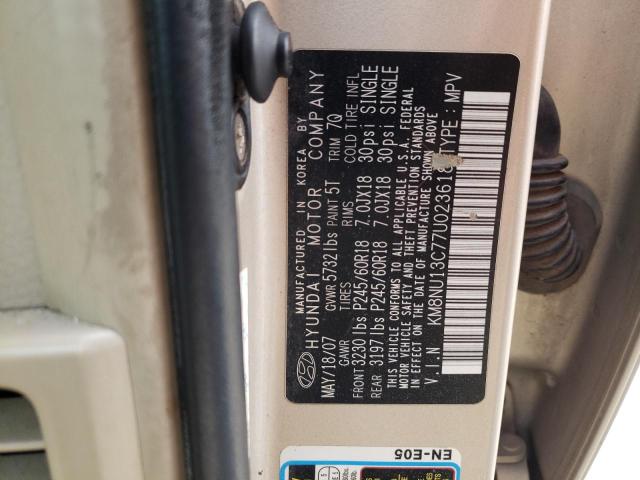 MANUFACTURED IN KOREA BY
HYUNDAI MOTOR COMPANY
MAY/18/07 GVWR 5732 lbs PAINT 5T TRIM 7Q
GAWR TIRES RIMS COLD TIRE INFL
FRONT 3230 lbs P245/60R18 7.0JX18 30psi SINGLE
REAR 3197 lbs P245/60R18 7.0JX18 30psi SINGLE
THIS VEHICLE CONFORMS TO ALL APPLICABLE U.S.A. FEDERAL
MOTOR VEHICLE SAFETY AND THEFT PREVENTION STANDARDS
IN EFFECT ON THE DATE OF MANUFACTURE SHOWN ABOVE
V.I.N KM8NU13C77U023618 TYPE: MPV
EN-E05